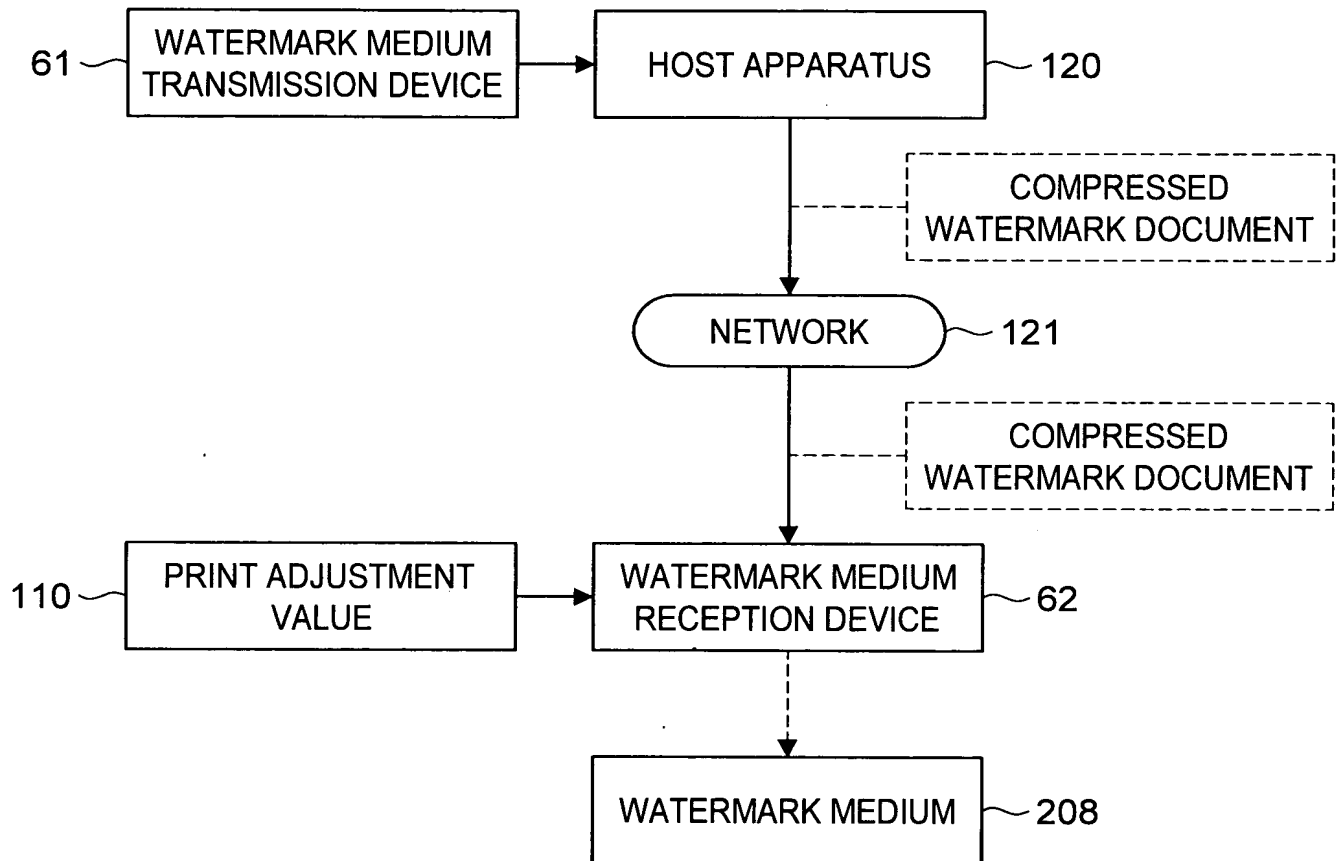 61
WATERMARK MEDIUM
TRANSMISSION DEVICE
HOST APPARATUS
120
COMPRESSED
WATERMARK DOCUMENT
NETWORK
121
COMPRESSED
WATERMARK DOCUMENT
110
PRINT ADJUSTMENT
VALUE
WATERMARK MEDIUM
RECEPTION DEVICE
62
WATERMARK MEDIUM
208